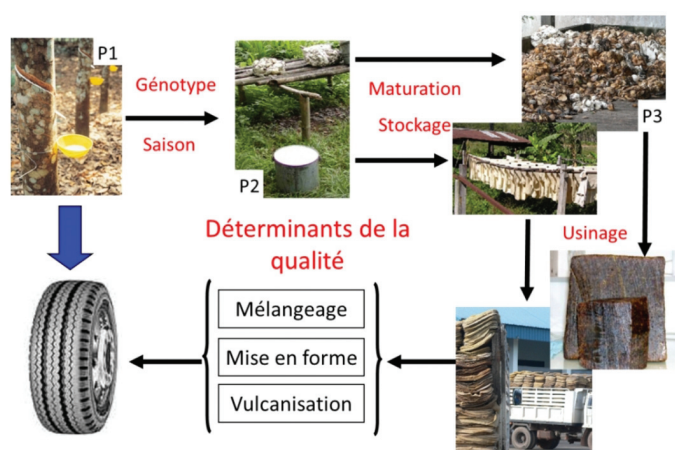 P1
Génotype
Saison
P2
Maturation
Stockage
P3
Usinage
Déterminants de la
qualité
Mélangeage
Mise en forme
Vulcanisation